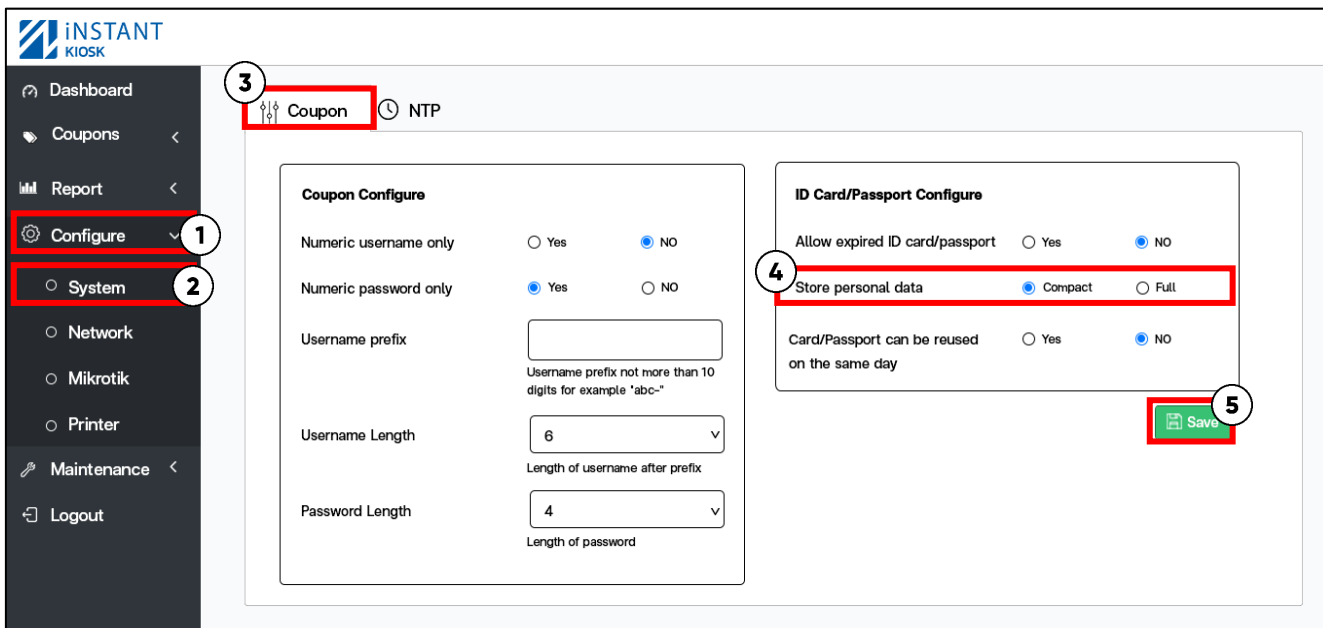 iNSTANT
KIOSK
Dashboard
Coupons
Report
Configure
1
System
2
Network
Mikrotik
Printer
Maintenance
Logout
3
Coupon
NTP
Coupon Configure
Numeric username only Yes NO
Numeric password only Yes NO
Username prefix
Username prefix not more than 10
digits for example "abc-"
Username Length 6
Length of username after prefix
Password Length 4
Length of password
ID Card/Passport Configure
Allow expired ID card/passport Yes NO
4
Store personal data Compact Full
Card/Passport can be reused Yes NO
on the same day
5
Save